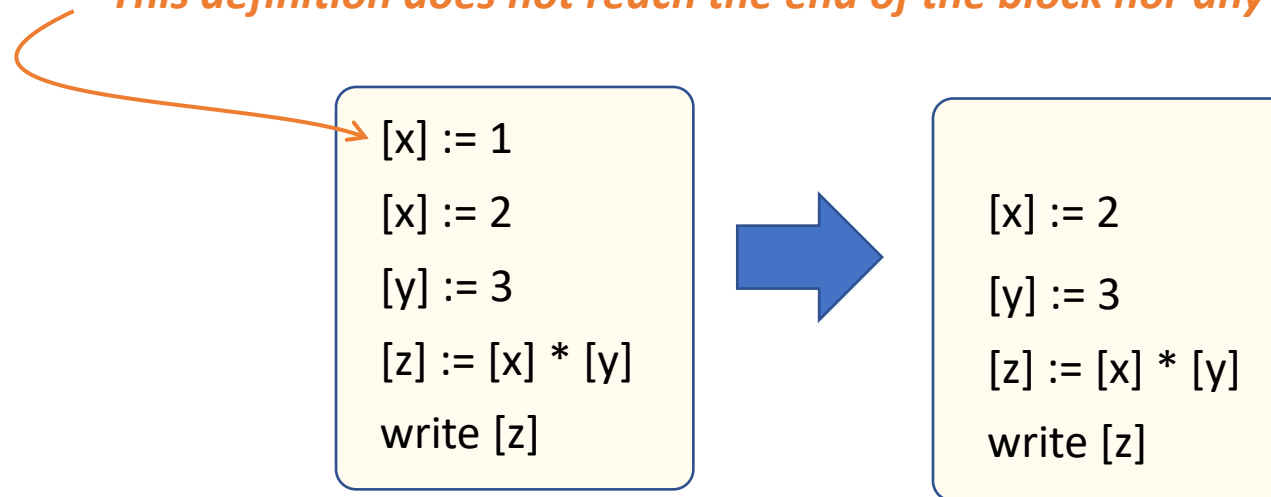 This definition does not reach the end of the block nor any
[x] := 1
[x] := 2
[y] := 3
[z] := [x] * [y]
write [z]
[x] := 2
[y] := 3
[z] := [x] * [y]
write [z]